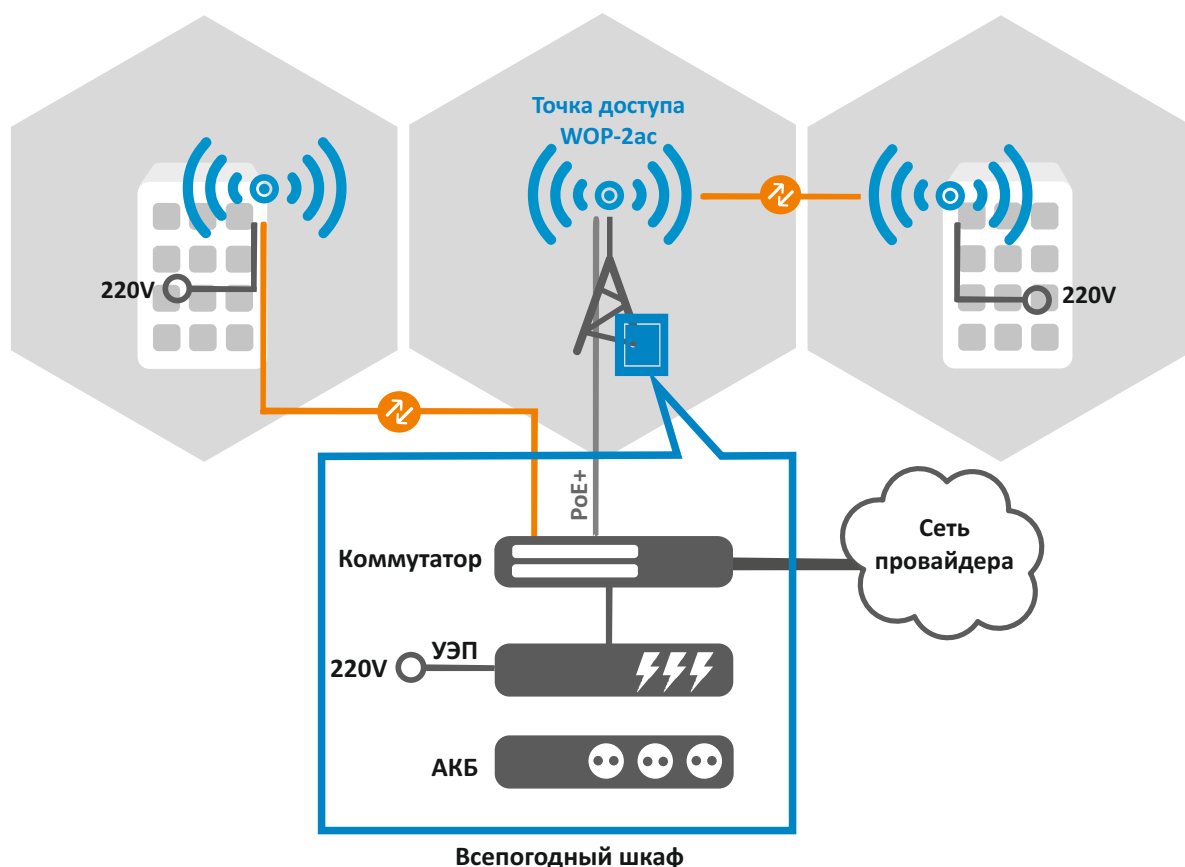 Точка доступа
WOP-2ac
220V
220V
PoE+
Коммутатор
Сеть
провайдера
УЭП
220V
АКБ
Всепогодный шкаф